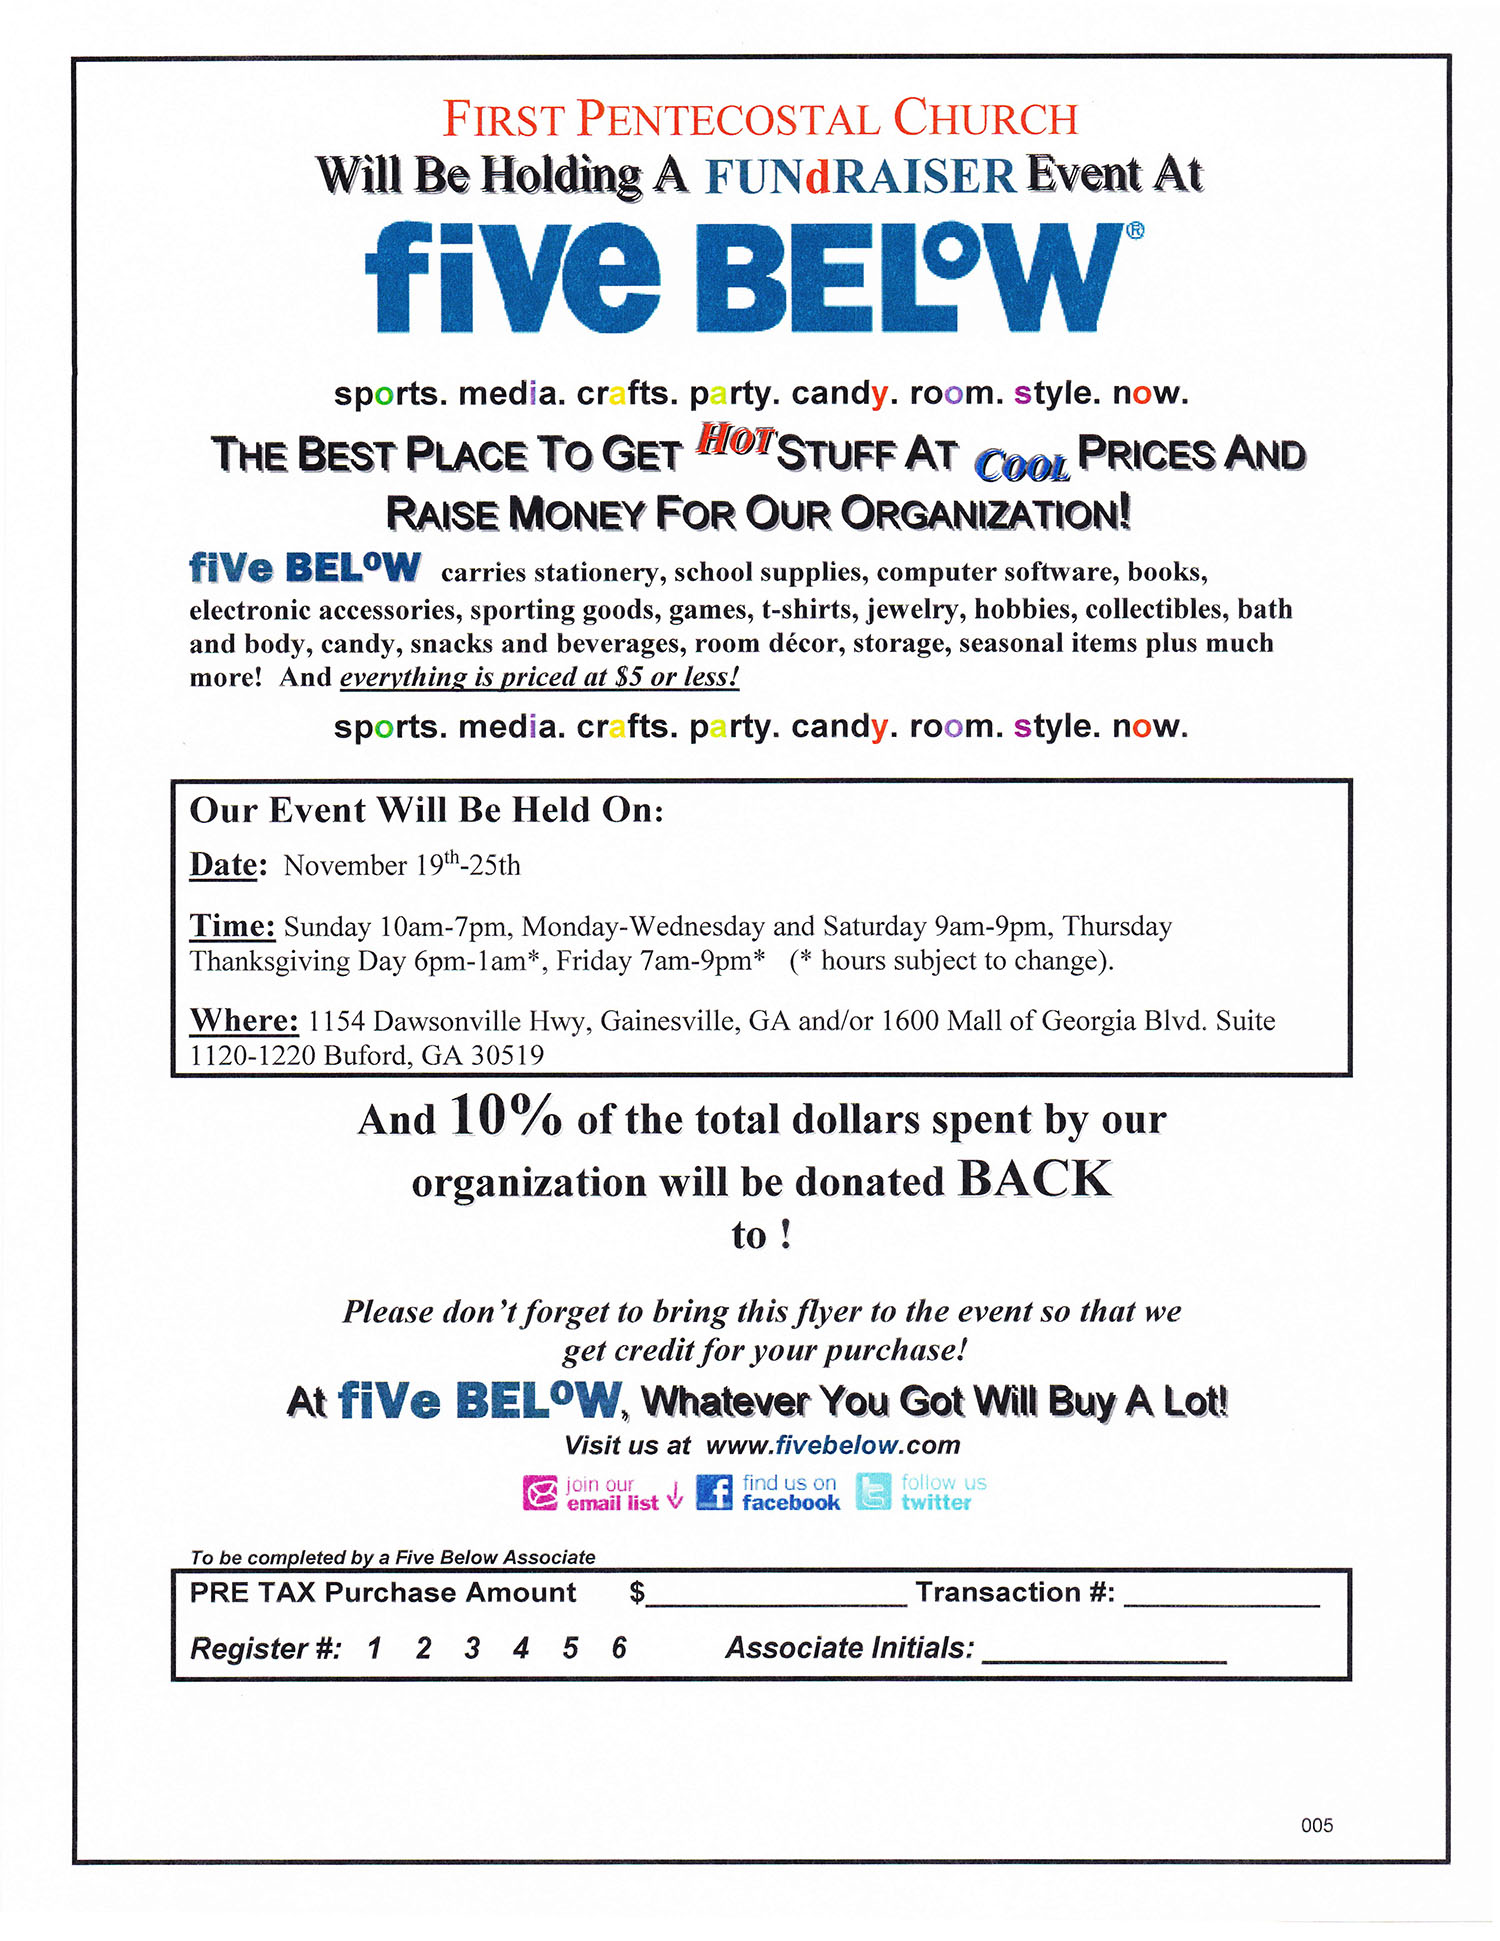 FIRST PENTECOSTAL CHURCH
Will Be Holding A FUNdRAISER Event At
fiVe BELoW®
sports. media. crafts. party. candy. room. style. now.
THE BEST PLACE TO GET HOT STUFF AT COOL PRICES AND
RAISE MONEY FOR OUR ORGANIZATION!
fiVe BELoW carries stationery, school supplies, computer software, books,
electronic accessories, sporting goods, games, t-shirts, jewelry, hobbies, collectibles, bath
and body, candy, snacks and beverages, room décor, storage, seasonal items plus much
more! And everything is priced at $5 or less!
sports. media. crafts. party. candy. room. style. now.
Our Event Will Be Held On:
Date: November 19th-25th
Time: Sunday 10am-7pm, Monday-Wednesday and Saturday 9am-9pm, Thursday
Thanksgiving Day 6pm-1am*, Friday 7am-9pm* (* hours subject to change).
Where: 1154 Dawsonville Hwy, Gainesville, GA and/or 1600 Mall of Georgia Blvd. Suite
1120-1220 Buford, GA 30519
And 10% of the total dollars spent by our
organization will be donated BACK
to !
Please don't forget to bring this flyer to the event so that we
get credit for your purchase!
At fiVe BELoW, Whatever You Got Will Buy A Lot!
Visit us at www.fivebelow.com
join our email list find us on facebook follow us twitter
To be completed by a Five Below Associate
PRE TAX Purchase Amount $__________________ Transaction #: ______________
Register #: 1 2 3 4 5 6 Associate Initials: _________________
005